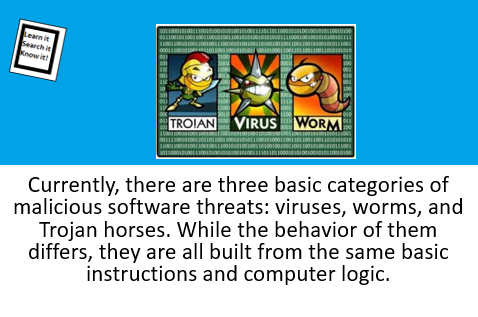 Learn it
Search it
Know it!
TROJAN
VIRUS
WORM
Currently, there are three basic categories of
malicious software threats: viruses, worms, and
Trojan horses. While the behavior of them
differs, they are all built from the same basic
instructions and computer logic.